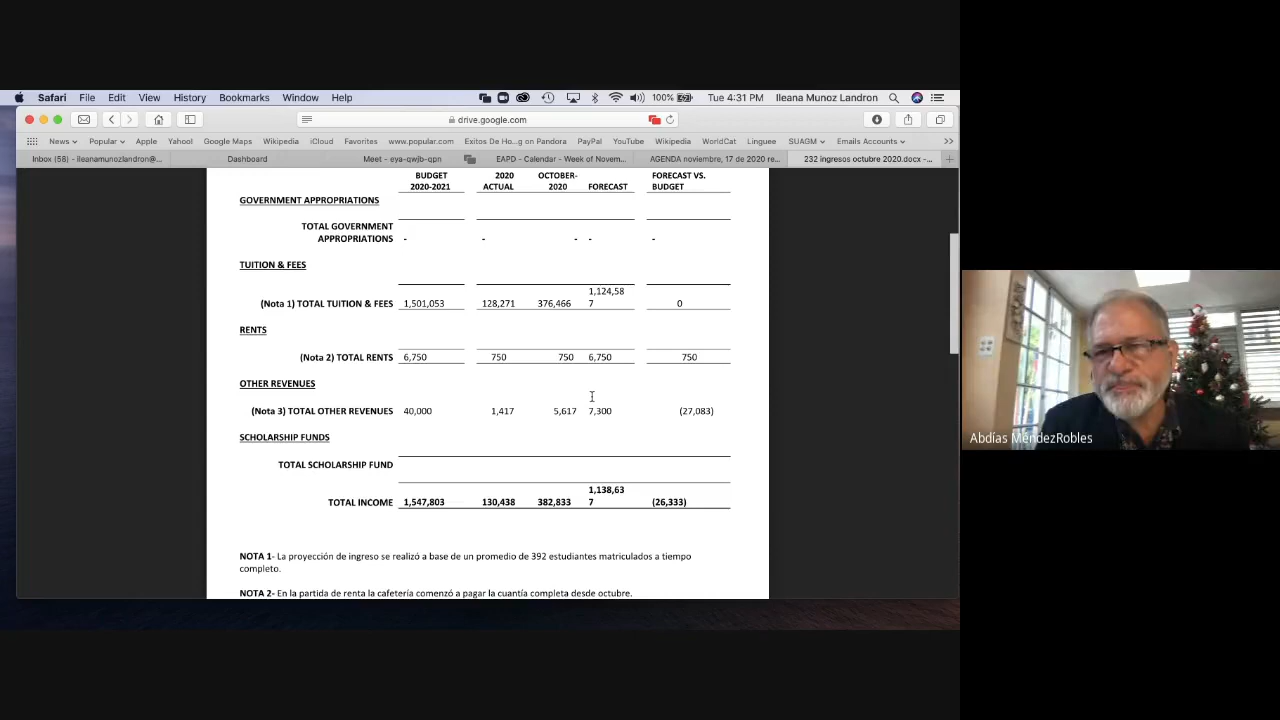 Safari File Edit View History Bookmarks Window Help 100% Tue 4:31 PM Ileana Munoz Landron
drive.google.com
News Popular Apple Yahoo! Google Maps Wikipedia iCloud Favorites www.popular.com Exitos De Ho...g on Pandora PayPal YouTube Wikipedia WorldCat Linguee SUAGM Emails Accounts
Inbox (58) - ileanamunozlandron@... Dashboard Meet - eya-qwjb-qpn EAPD - Calendar - Week of Novem... AGENDA noviembre, 17 de 2020 re... 232 ingresos octubre 2020.docx -...
BUDGET 2020 OCTOBER- FORECAST VS.
2020-2021 ACTUAL 2020 FORECAST BUDGET
GOVERNMENT APPROPRIATIONS
TOTAL GOVERNMENT
APPROPRIATIONS - - - - -
TUITION & FEES
1,124,58
(Nota 1) TOTAL TUITION & FEES 1,501,053 128,271 376,466 7 0
RENTS
(Nota 2) TOTAL RENTS 6,750 750 750 6,750 750
OTHER REVENUES
(Nota 3) TOTAL OTHER REVENUES 40,000 1,417 5,617 7,300 (27,083)
SCHOLARSHIP FUNDS
TOTAL SCHOLARSHIP FUND
1,138,63
TOTAL INCOME 1,547,803 130,438 382,833 7 (26,333)
NOTA 1- La proyección de ingreso se realizó a base de un promedio de 392 estudiantes matriculados a tiempo
completo.
NOTA 2- En la partida de renta la cafetería comenzó a pagar la cuantía completa desde octubre.
Abdías MéndezRobles